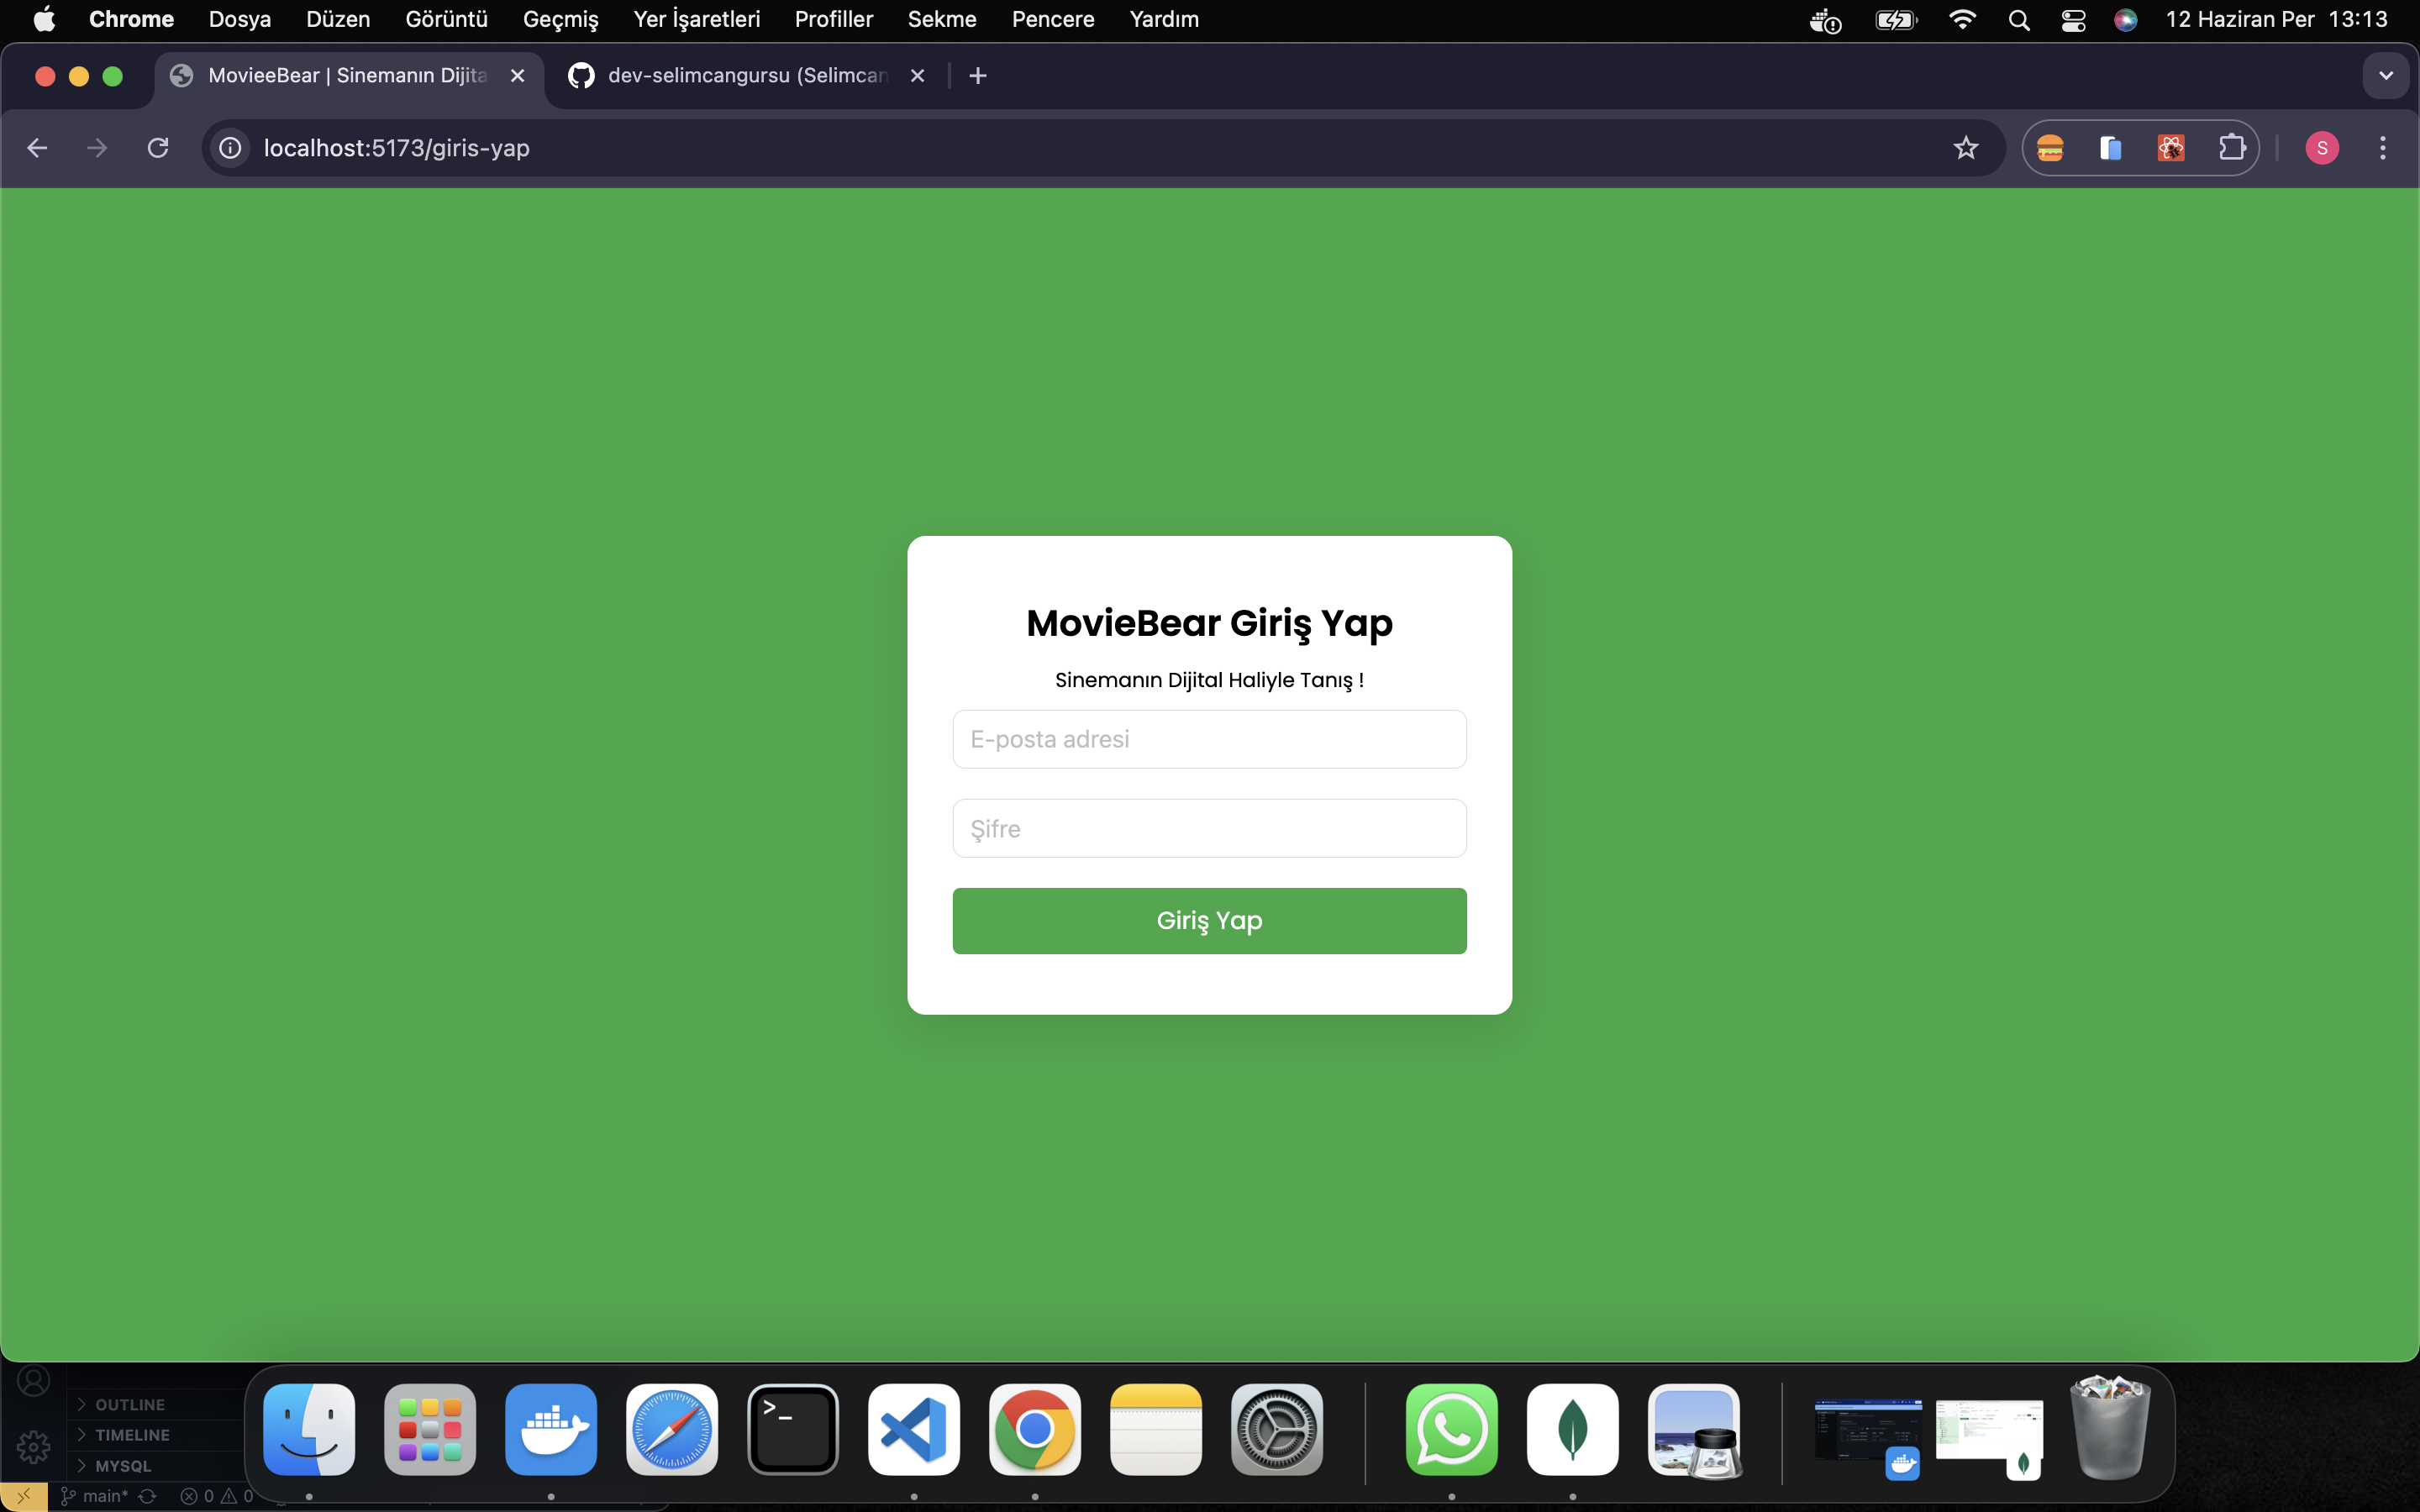 Chrome Dosya Düzen Görüntü Geçmiş Yer İşaretleri Profiller Sekme Pencere Yardım 12 Haziran Per 13:13
MovieeBear | Sinemanın Dijita dev-selimcangursu (Selimcan
localhost:5173/giris-yap S
MovieBear Giriş Yap
Sinemanın Dijital Haliyle Tanış !
E-posta adresi
Şifre
Giriş Yap
OUTLINE
TIMELINE
MYSQL
main* 0 0